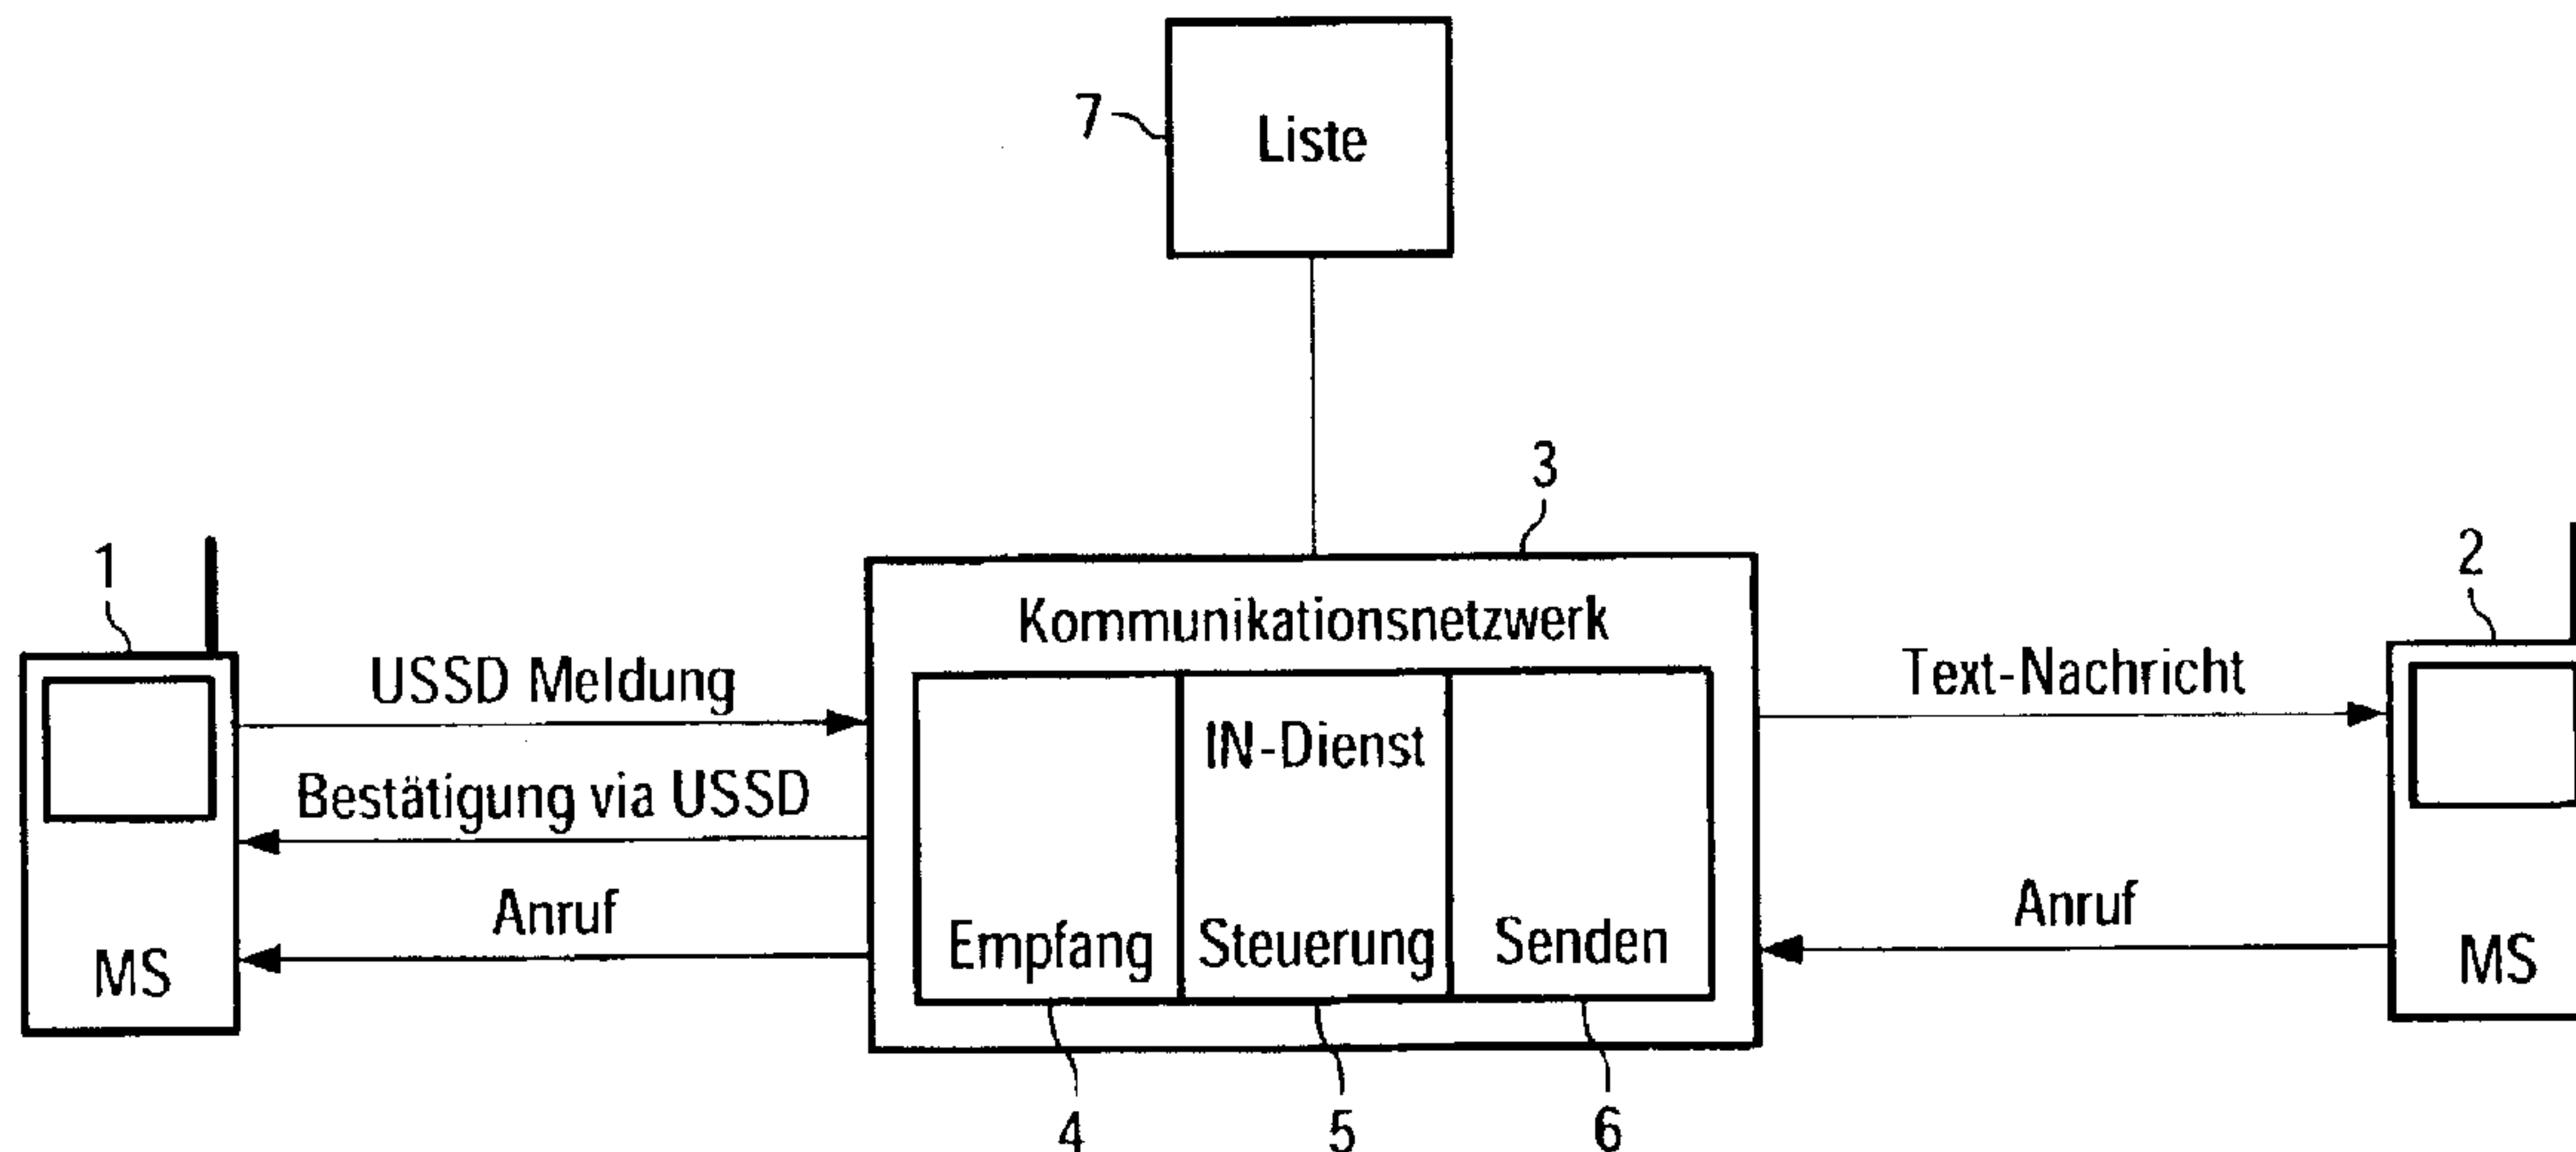 7
Liste
3
1
2
Kommunikationsnetzwerk
USSD Meldung
Text-Nachricht
IN-Dienst
Bestätigung via USSD
Anruf
Anruf
Empfang
Steuerung
Senden
MS
MS
4
5
6